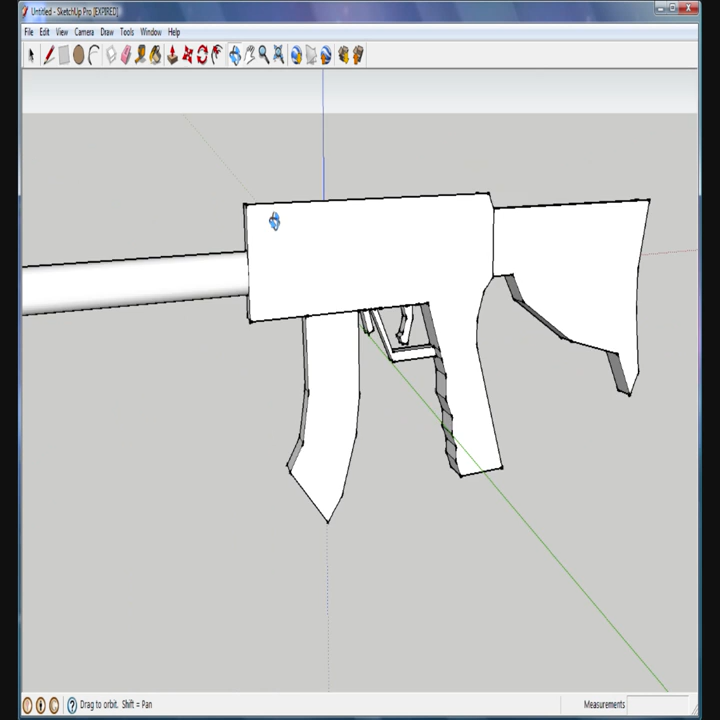 Untitled - SketchUp Pro [EXPIRED]
File Edit View Camera Draw Tools Window Help
Drag to orbit. Shift = Pan
Measurements